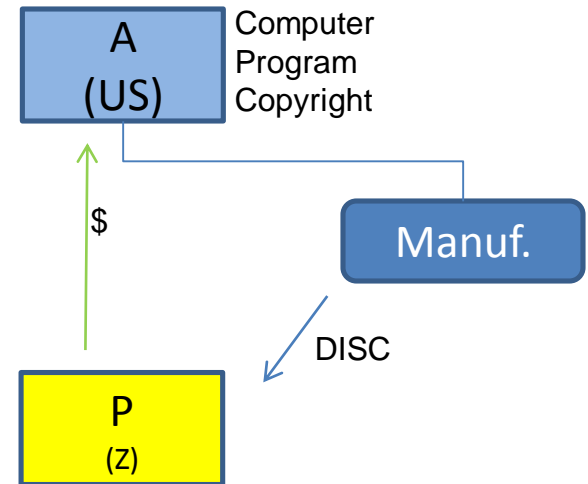 A
(US)
Computer
Program
Copyright
$
Manuf.
DISC
P
(Z)